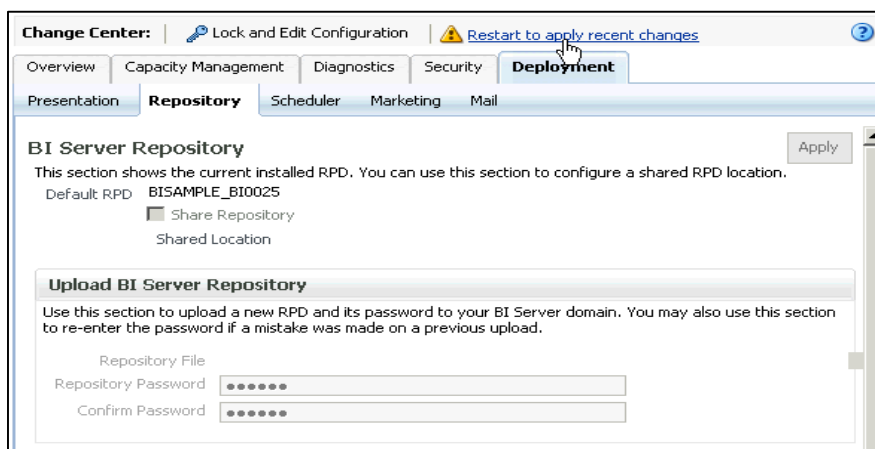 Change Center: Lock and Edit Configuration Restart to apply recent changes
Overview Capacity Management Diagnostics Security Deployment
Presentation Repository Scheduler Marketing Mail
BI Server Repository Apply
This section shows the current installed RPD. You can use this section to configure a shared RPD location.
Default RPD BISAMPLE_BI0025
Share Repository
Shared Location
Upload BI Server Repository
Use this section to upload a new RPD and its password to your BI Server domain. You may also use this section
to re-enter the password if a mistake was made on a previous upload.
Repository File
Repository Password ●●●●●●
Confirm Password ●●●●●●